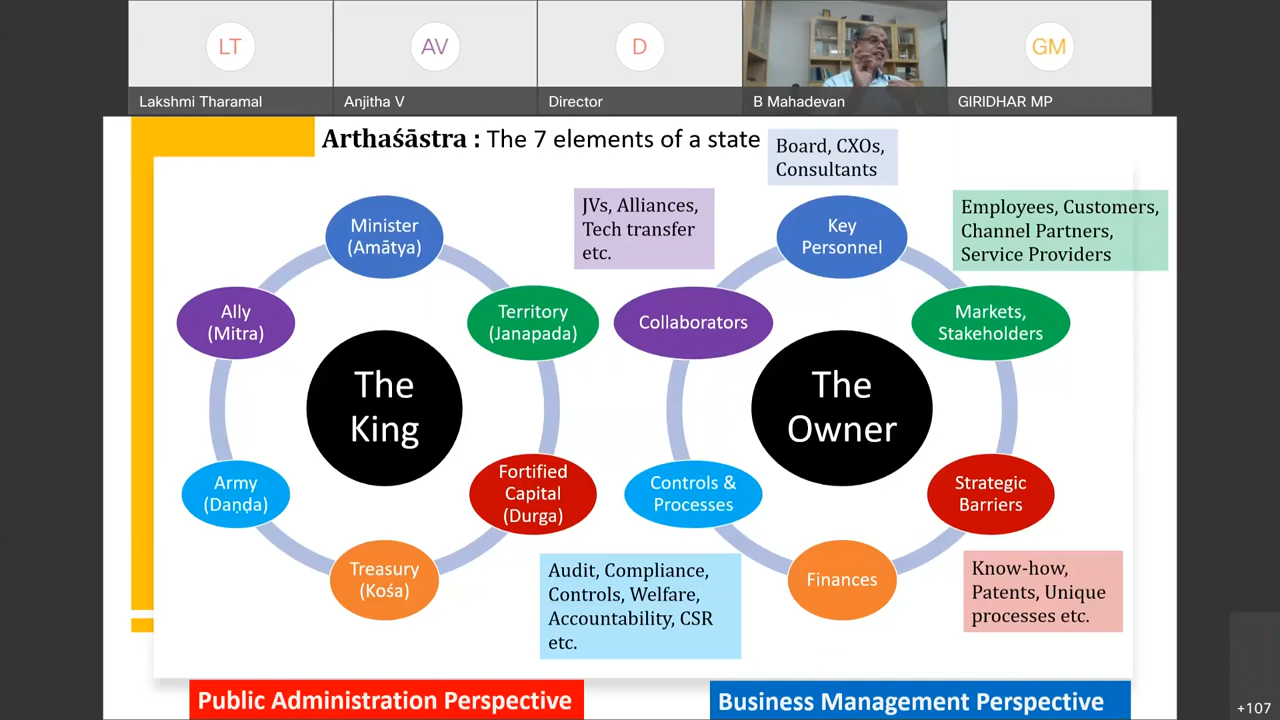 LT
AV
D
GM
Lakshmi Tharamal
Anjitha V
Director
B Mahadevan
GIRIDHAR MP
Arthaśāstra : The 7 elements of a state
Board, CXOs,
Consultants
Minister
(Amātya)
Ally
(Mitra)
Territory
(Janapada)
The
King
Army
(Daṇḍa)
Fortified
Capital
(Durga)
Treasury
(Kośa)
JVs, Alliances,
Tech transfer
etc.
Key
Personnel
Employees, Customers,
Channel Partners,
Service Providers
Collaborators
Markets,
Stakeholders
The
Owner
Controls &
Processes
Strategic
Barriers
Finances
Audit, Compliance,
Controls, Welfare,
Accountability, CSR
etc.
Know-how,
Patents, Unique
processes etc.
Public Administration Perspective
Business Management Perspective
+107